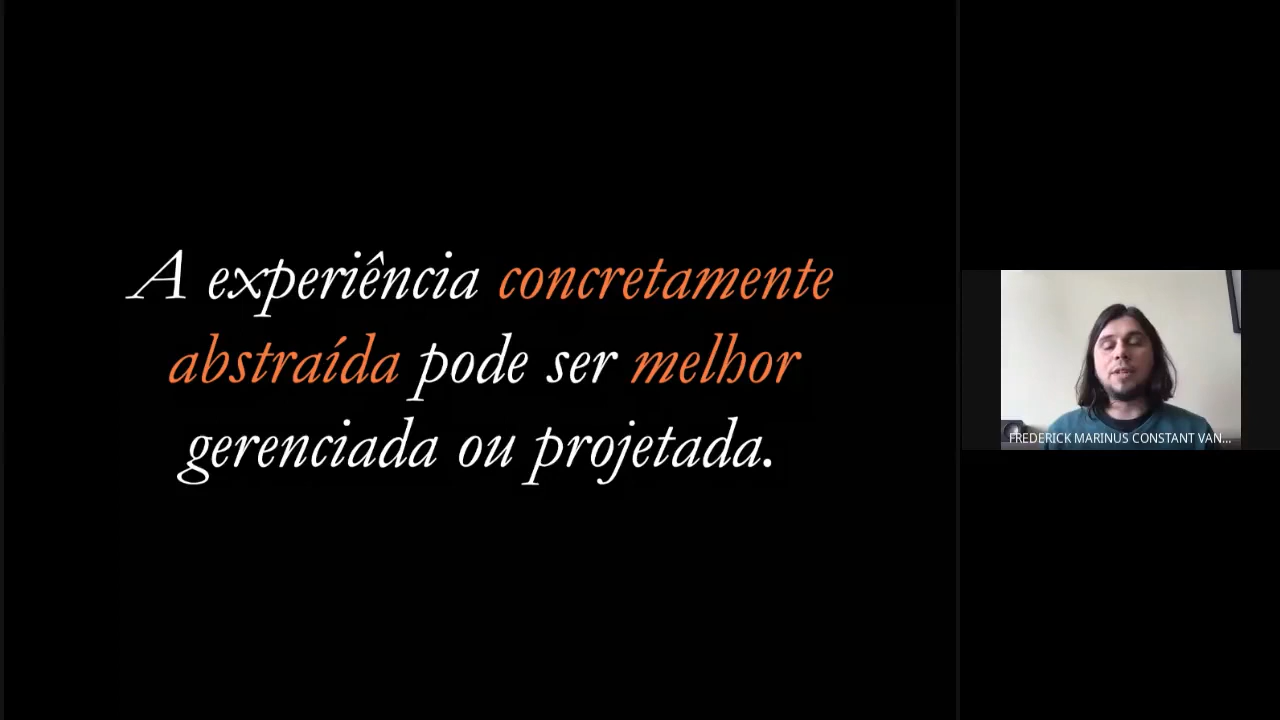 A experiência concretamente
abstraída pode ser melhor
gerenciada ou projetada.
FREDERICK MARINUS CONSTANT VAN...